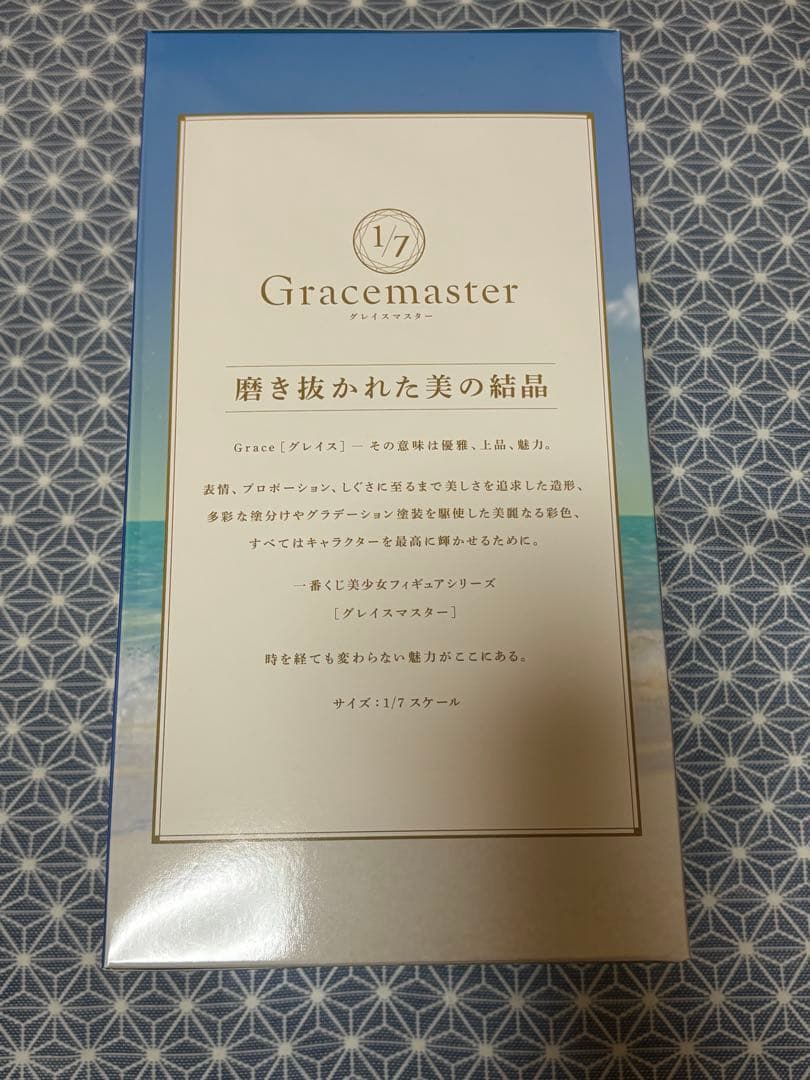 1/7
Gracemaster
グレイスマスター
磨き抜かれた美の結晶
Grace［グレイス］— その意味は優雅、上品、魅力。
表情、プロポーション、しぐさに至るまで美しさを追求した造形、
多彩な塗分けやグラデーション塗装を駆使した美麗なる彩色、
すべてはキャラクターを最高に輝かせるために。
一番くじ美少女フィギュアシリーズ
［グレイスマスター］
時を経ても変わらない魅力がここにある。
サイズ：1/7 スケール